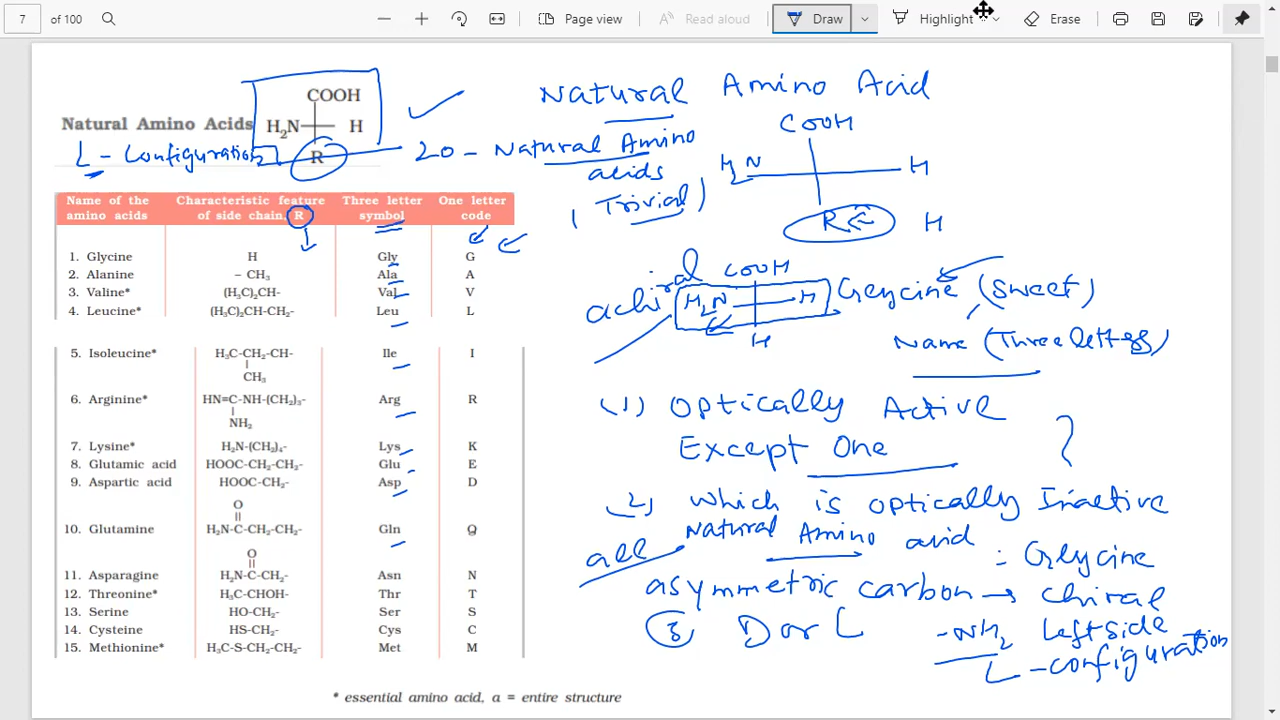 7 of 100 Page view Read aloud Draw Highlight Erase
Natural Amino Acids
COOH
H2N H
R
L - Configuration
20 - Natural Amino
acids
( Trivial )
Natural Amino Acid
COOH
H2N H
R H
Name of the amino acids Characteristic feature of side chain, R Three letter symbol One letter code
1. Glycine H Gly G
2. Alanine – CH3 Ala A
3. Valine* (H3C)2CH- Val V
4. Leucine* (H3C)2CH-CH2- Leu L
5. Isoleucine* H3C-CH2-CH- Ile I
CH3
6. Arginine* HN=C-NH-(CH2)3- Arg R
NH2
7. Lysine* H2N-(CH2)4- Lys K
8. Glutamic acid HOOC-CH2-CH2- Glu E
9. Aspartic acid HOOC-CH2- Asp D
O
10. Glutamine H2N-C-CH2-CH2- Gln Q
O
11. Asparagine H2N-C-CH2- Asn N
12. Threonine* H3C-CHOH- Thr T
13. Serine HO-CH2- Ser S
14. Cysteine HS-CH2- Cys C
15. Methionine* H3C-S-CH2-CH2- Met M
* essential amino acid, a = entire structure
achiral COOH
H2N H Glycine (Sweet)
H
Name (Three letters)
(1) Optically Active
Except One
(2) which is optically Inactive
Natural Amino acid
all = Glycine
asymmetric carbon → chiral
(3) D or L -NH2 left side
L - configuration